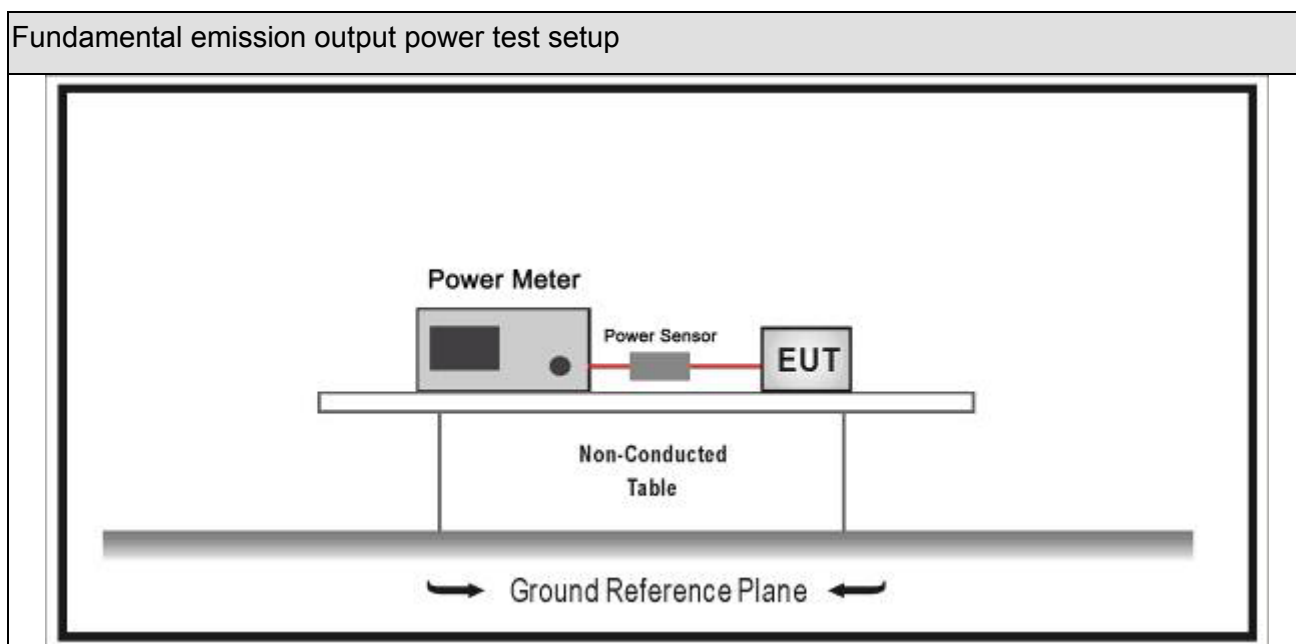 Fundamental emission output power test setup
Power Meter
Power Sensor
EUT
Non-Conducted
Table
Ground Reference Plane